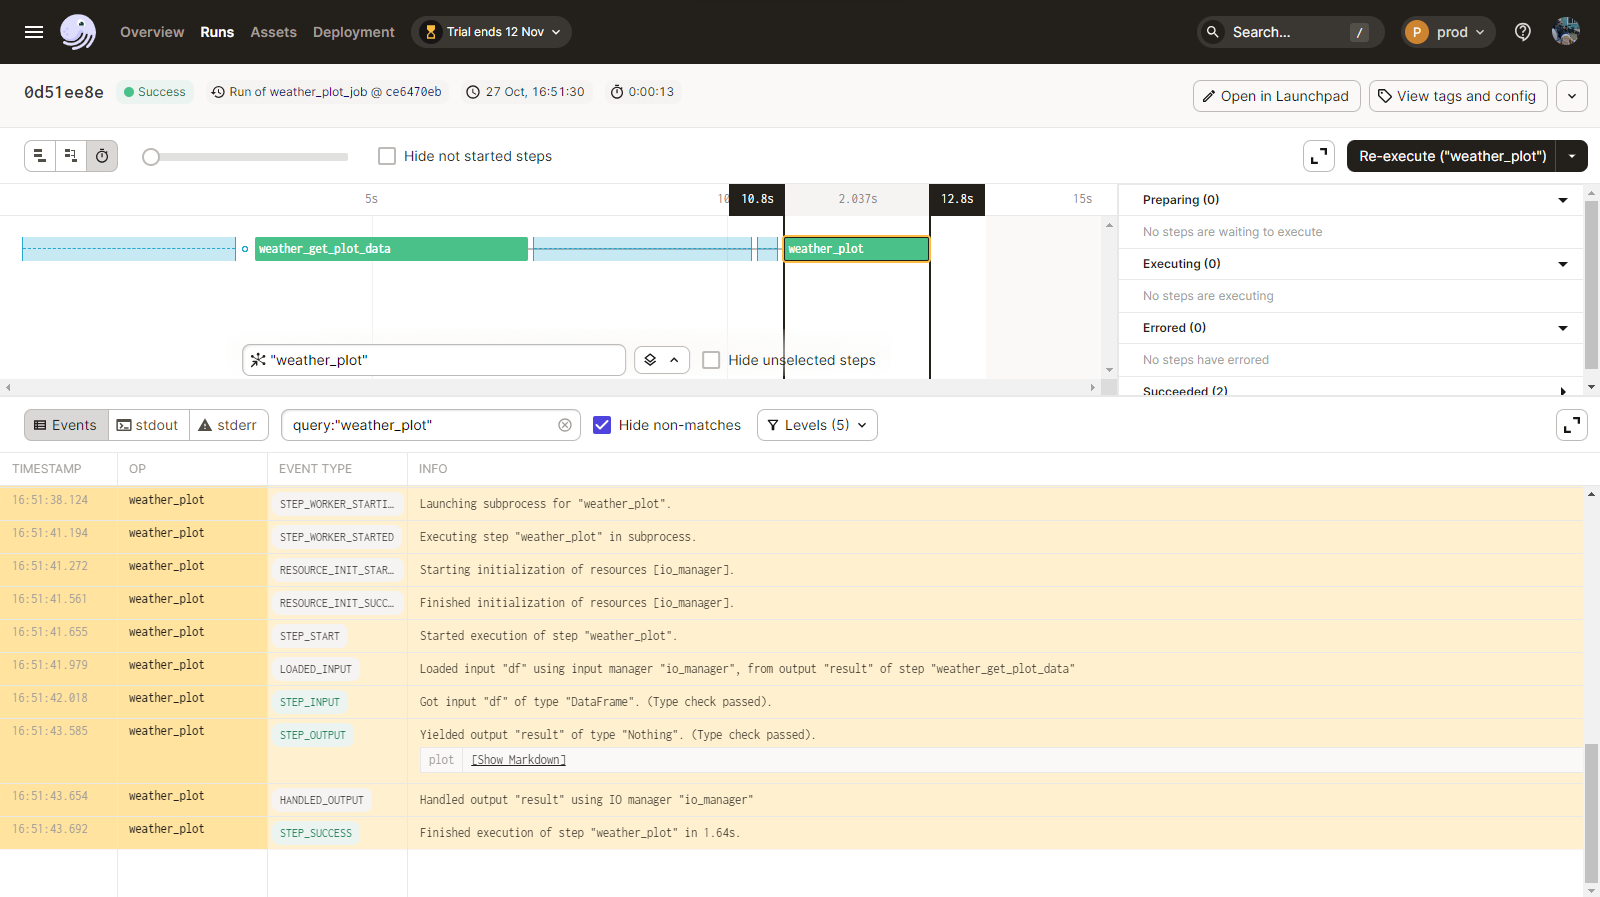 Overview Runs Assets Deployment Trial ends 12 Nov Search... / P prod
0d51ee8e Success Run of weather_plot_job @ ce6470eb 27 Oct, 16:51:30 0:00:13 Open in Launchpad View tags and config
Hide not started steps Re-execute ("weather_plot")
5s 10 10.8s 2.037s 12.8s 15s
weather_get_plot_data weather_plot
"weather_plot" Hide unselected steps
Preparing (0)
No steps are waiting to execute
Executing (0)
No steps are executing
Errored (0)
No steps have errored
Succeeded (2)
Events stdout stderr query:"weather_plot" Hide non-matches Levels (5)
TIMESTAMP OP EVENT TYPE INFO
16:51:38.124 weather_plot STEP_WORKER_STARTI… Launching subprocess for "weather_plot".
16:51:41.194 weather_plot STEP_WORKER_STARTED Executing step "weather_plot" in subprocess.
16:51:41.272 weather_plot RESOURCE_INIT_STAR… Starting initialization of resources [io_manager].
16:51:41.561 weather_plot RESOURCE_INIT_SUCC… Finished initialization of resources [io_manager].
16:51:41.655 weather_plot STEP_START Started execution of step "weather_plot".
16:51:41.979 weather_plot LOADED_INPUT Loaded input "df" using input manager "io_manager", from output "result" of step "weather_get_plot_data"
16:51:42.018 weather_plot STEP_INPUT Got input "df" of type "DataFrame". (Type check passed).
16:51:43.585 weather_plot STEP_OUTPUT Yielded output "result" of type "Nothing". (Type check passed).
plot [Show Markdown]
16:51:43.654 weather_plot HANDLED_OUTPUT Handled output "result" using IO manager "io_manager"
16:51:43.692 weather_plot STEP_SUCCESS Finished execution of step "weather_plot" in 1.64s.